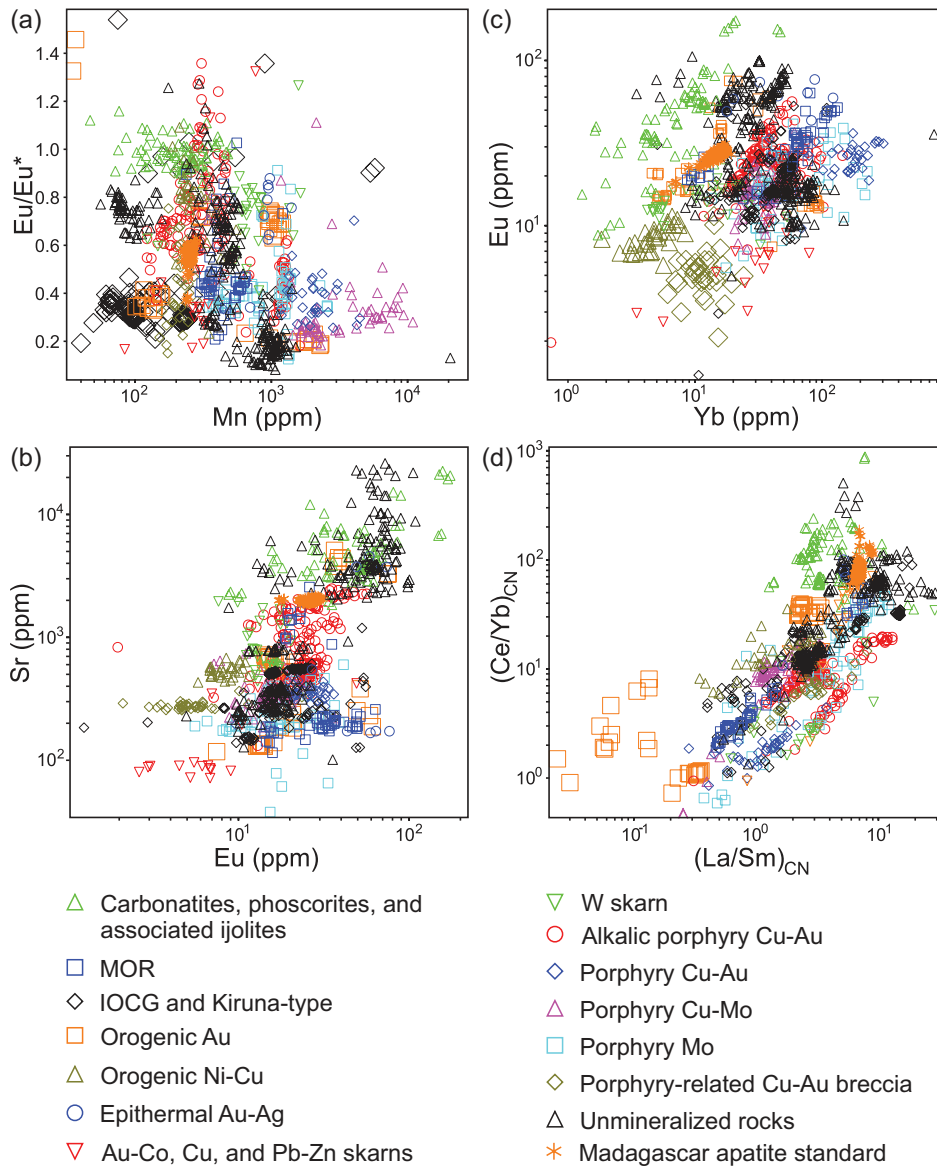 (a)
1.4
1.2
1.0
0.8
0.6
0.4
0.2
Eu/Eu*
10²
10³
10⁴
Mn (ppm)
(c)
10²
10¹
Eu (ppm)
10⁰
10¹
10²
Yb (ppm)
(b)
10⁴
10³
10²
Sr (ppm)
10¹
10²
Eu (ppm)
(d)
10³
10²
10¹
10⁰
(Ce/Yb)CN
10⁻¹
10⁰
10¹
(La/Sm)CN
Carbonatites, phoscorites, and
associated ijolites
MOR
IOCG and Kiruna-type
Orogenic Au
Orogenic Ni-Cu
Epithermal Au-Ag
Au-Co, Cu, and Pb-Zn skarns
W skarn
Alkalic porphyry Cu-Au
Porphyry Cu-Au
Porphyry Cu-Mo
Porphyry Mo
Porphyry-related Cu-Au breccia
Unmineralized rocks
Madagascar apatite standard